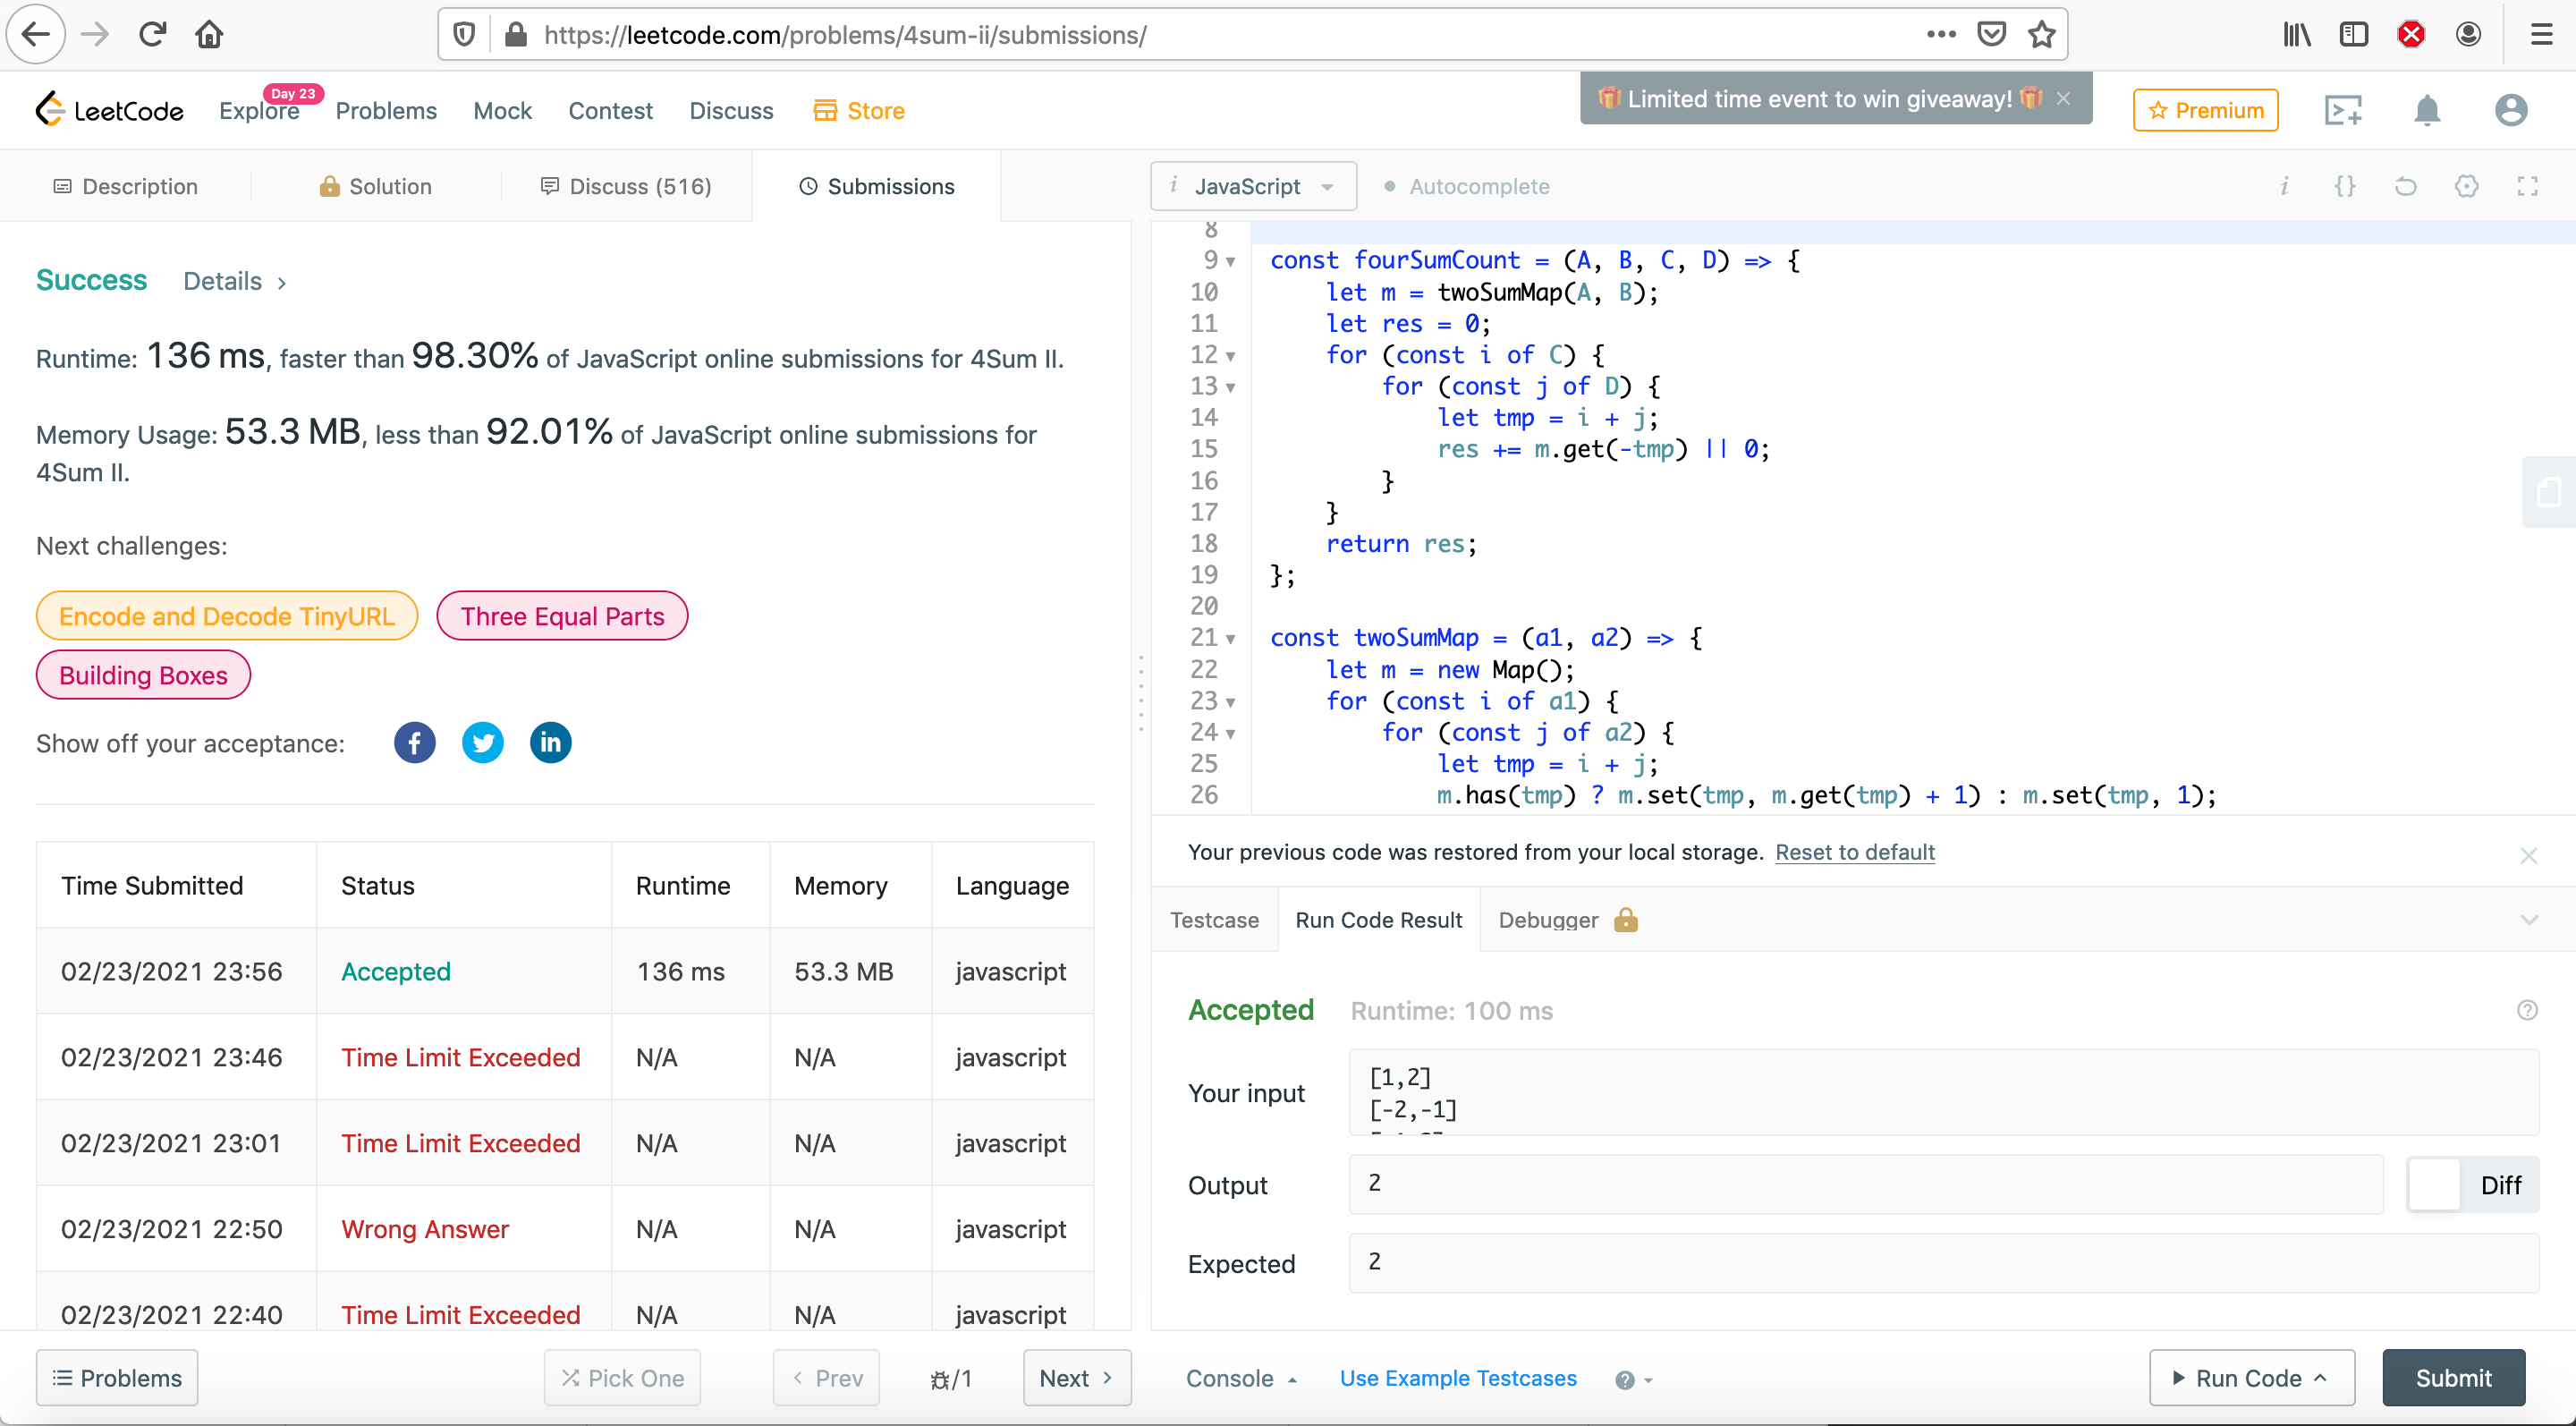 https://leetcode.com/problems/4sum-ii/submissions/
LeetCode
Explore
Day 23
Problems
Mock
Contest
Discuss
Store
Limited time event to win giveaway!
Premium
Description
Solution
Discuss (516)
Submissions
Success Details >
Runtime: 136 ms, faster than 98.30% of JavaScript online submissions for 4Sum II.
Memory Usage: 53.3 MB, less than 92.01% of JavaScript online submissions for
4Sum II.
Next challenges:
Encode and Decode TinyURL
Three Equal Parts
Building Boxes
Show off your acceptance:
Time Submitted Status Runtime Memory Language
02/23/2021 23:56 Accepted 136 ms 53.3 MB javascript
02/23/2021 23:46 Time Limit Exceeded N/A N/A javascript
02/23/2021 23:01 Time Limit Exceeded N/A N/A javascript
02/23/2021 22:50 Wrong Answer N/A N/A javascript
02/23/2021 22:40 Time Limit Exceeded N/A N/A javascript
Problems
Pick One
< Prev
/1
Next >
i JavaScript
Autocomplete
i {}
8
9 const fourSumCount = (A, B, C, D) => {
10 let m = twoSumMap(A, B);
11 let res = 0;
12 for (const i of C) {
13 for (const j of D) {
14 let tmp = i + j;
15 res += m.get(-tmp) || 0;
16 }
17 }
18 return res;
19 };
20
21 const twoSumMap = (a1, a2) => {
22 let m = new Map();
23 for (const i of a1) {
24 for (const j of a2) {
25 let tmp = i + j;
26 m.has(tmp) ? m.set(tmp, m.get(tmp) + 1) : m.set(tmp, 1);
Your previous code was restored from your local storage. Reset to default
Testcase
Run Code Result
Debugger
Accepted Runtime: 100 ms
Your input
[1,2]
[-2,-1]
Output
2
Diff
Expected
2
Console
Use Example Testcases
Run Code
Submit